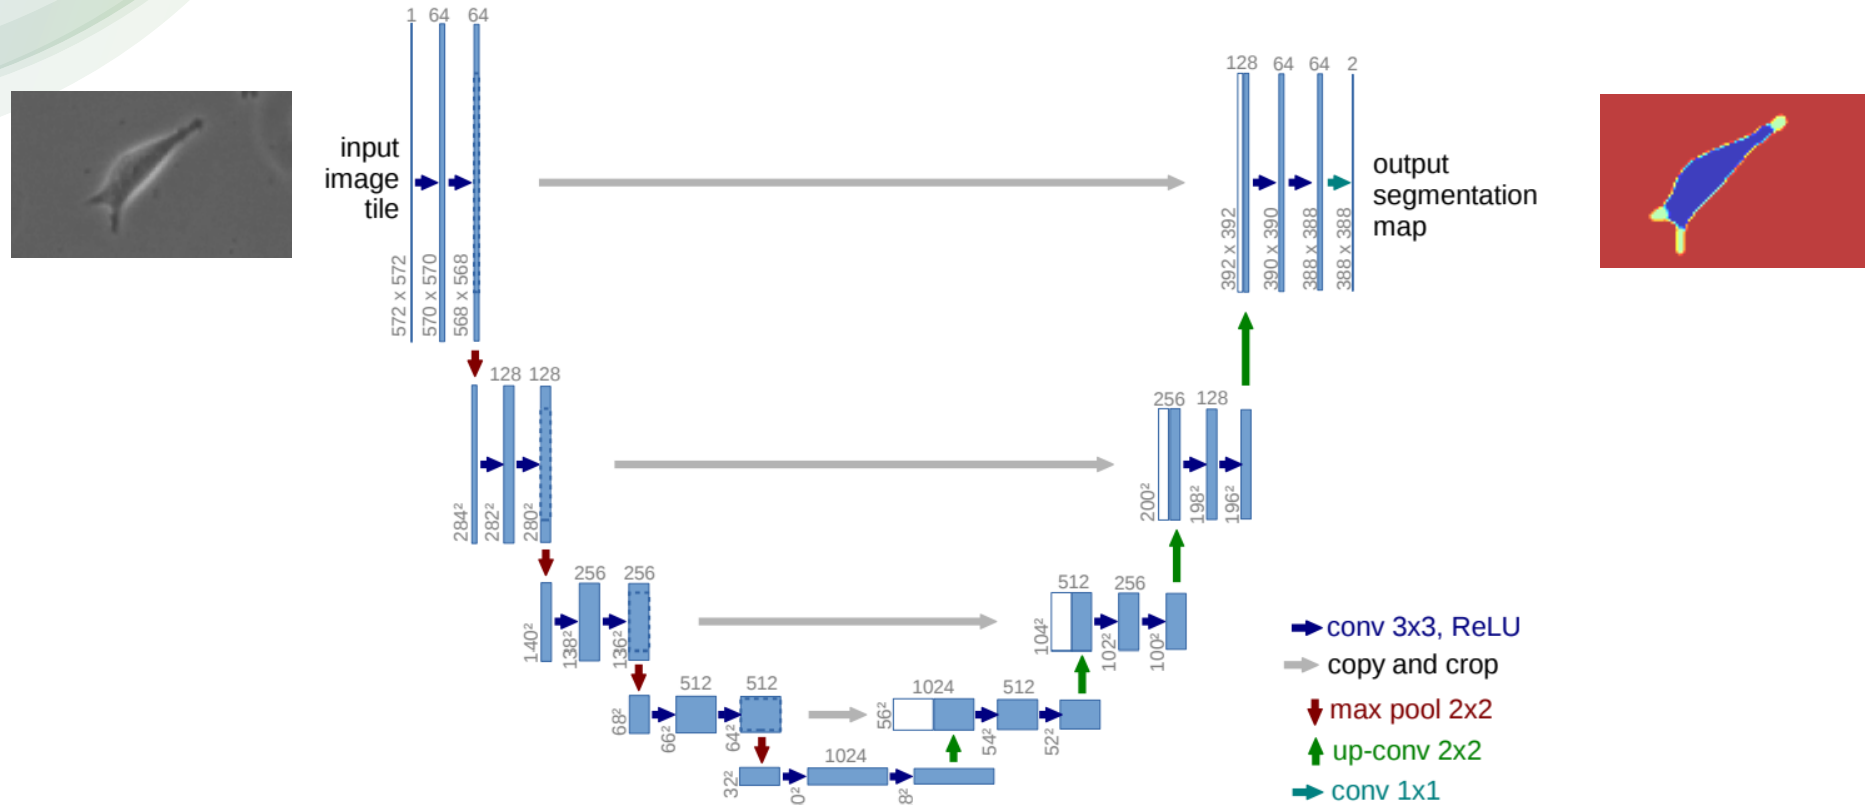 1 64 64
input
image
tile
572 x 572
570 x 570
568 x 568
128 64 64 2
392 x 392
390 x 390
388 x 388
388 x 388
output
segmentation
map
128 128
284²
282²
280²
256 128
200²
198²
196²
256 256
140²
138²
136²
512 256
104²
102²
100²
512 512
68²
66²
64²
1024 512
56²
54²
52²
1024
32²
0²
8²
conv 3x3, ReLU
copy and crop
max pool 2x2
up-conv 2x2
conv 1x1